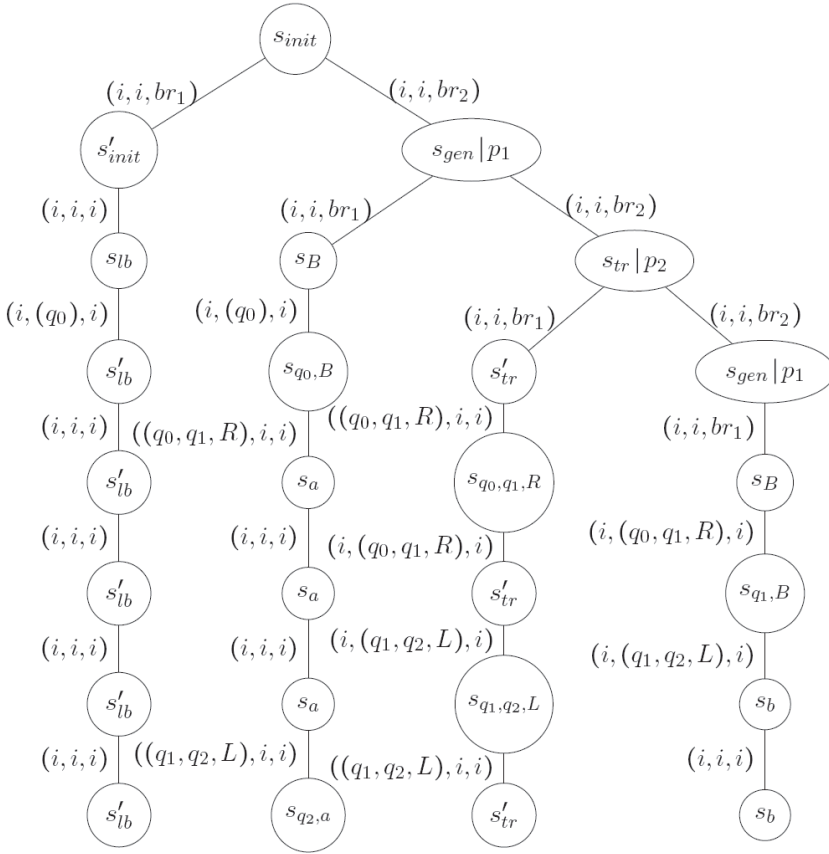 s_{init}
(i, i, br_1) (i, i, br_2)
s'_{init} s_{gen} | p_1
(i, i, i) (i, i, br_1) (i, i, br_2)
s_{lb} s_B s_{tr} | p_2
(i, (q_0), i) (i, (q_0), i) (i, i, br_1) (i, i, br_2)
s'_{lb} s_{q_0,B} s'_{tr} s_{gen} | p_1
(i, i, i) ((q_0, q_1, R), i, i) ((q_0, q_1, R), i, i) (i, i, br_1)
s'_{lb} s_a s_{q_0,q_1,R} s_B
(i, i, i) (i, i, i) (i, (q_0, q_1, R), i) (i, (q_0, q_1, R), i)
s'_{lb} s_a s'_{tr} s_{q_1,B}
(i, i, i) (i, i, i) (i, (q_1, q_2, L), i) (i, (q_1, q_2, L), i)
s'_{lb} s_a s_{q_1,q_2,L} s_b
(i, i, i) ((q_1, q_2, L), i, i) ((q_1, q_2, L), i, i) (i, i, i)
s'_{lb} s_{q_2,a} s'_{tr} s_b